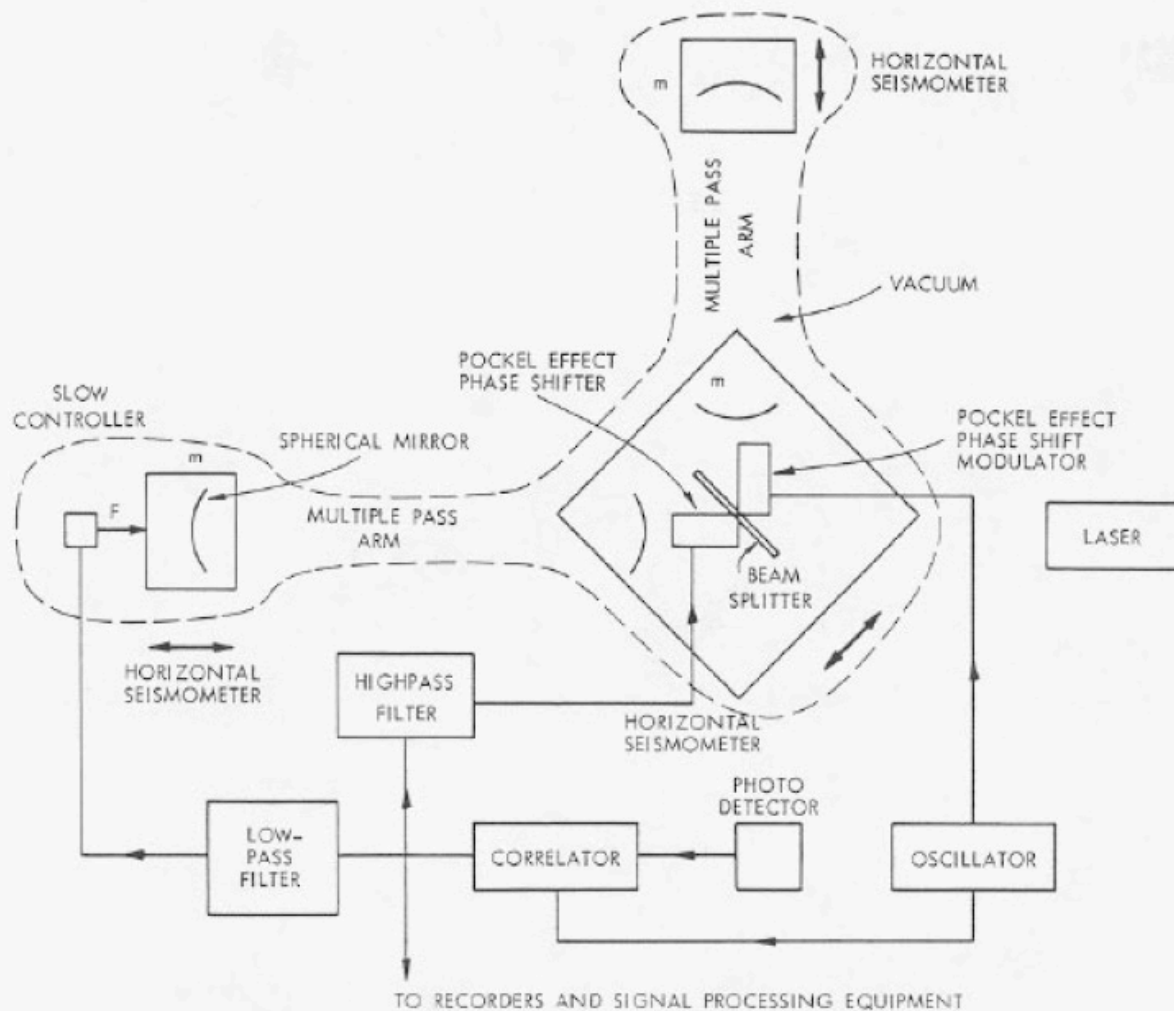 m
HORIZONTAL
SEISMOMETER
MULTIPLE PASS
ARM
VACUUM
POCKEL EFFECT
PHASE SHIFTER
m
SLOW
CONTROLLER
SPHERICAL MIRROR
m
POCKEL EFFECT
PHASE SHIFT
MODULATOR
F
MULTIPLE PASS
ARM
LASER
BEAM
SPLITTER
HORIZONTAL
SEISMOMETER
HIGHPASS
FILTER
HORIZONTAL
SEISMOMETER
PHOTO
DETECTOR
LOW-
PASS
FILTER
CORRELATOR
OSCILLATOR
TO RECORDERS AND SIGNAL PROCESSING EQUIPMENT